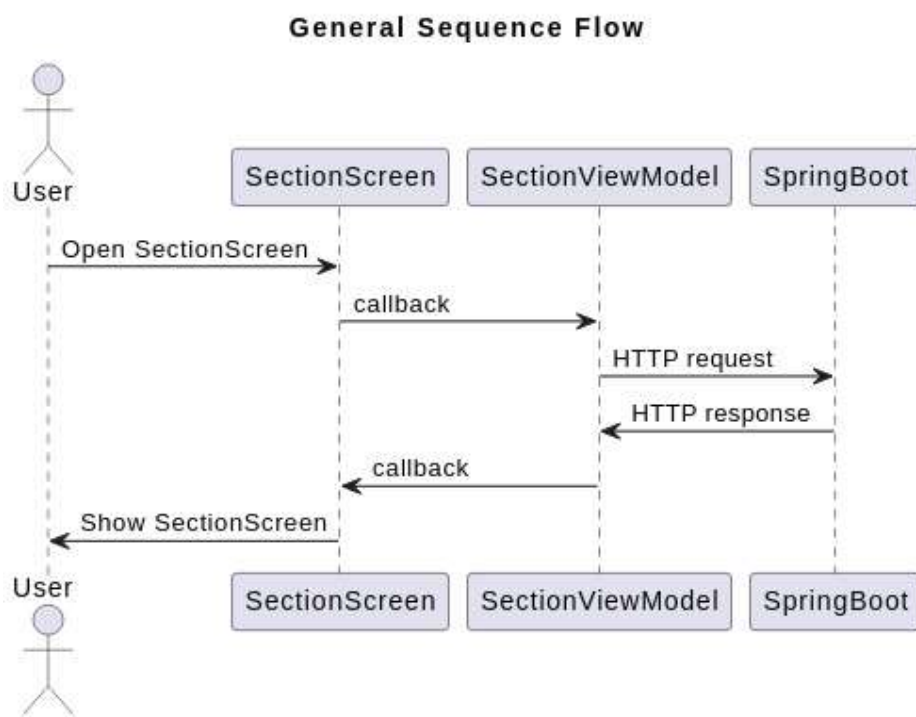 General Sequence Flow
User
SectionScreen
SectionViewModel
SpringBoot
Open SectionScreen
callback
HTTP request
HTTP response
callback
Show SectionScreen
User
SectionScreen
SectionViewModel
SpringBoot